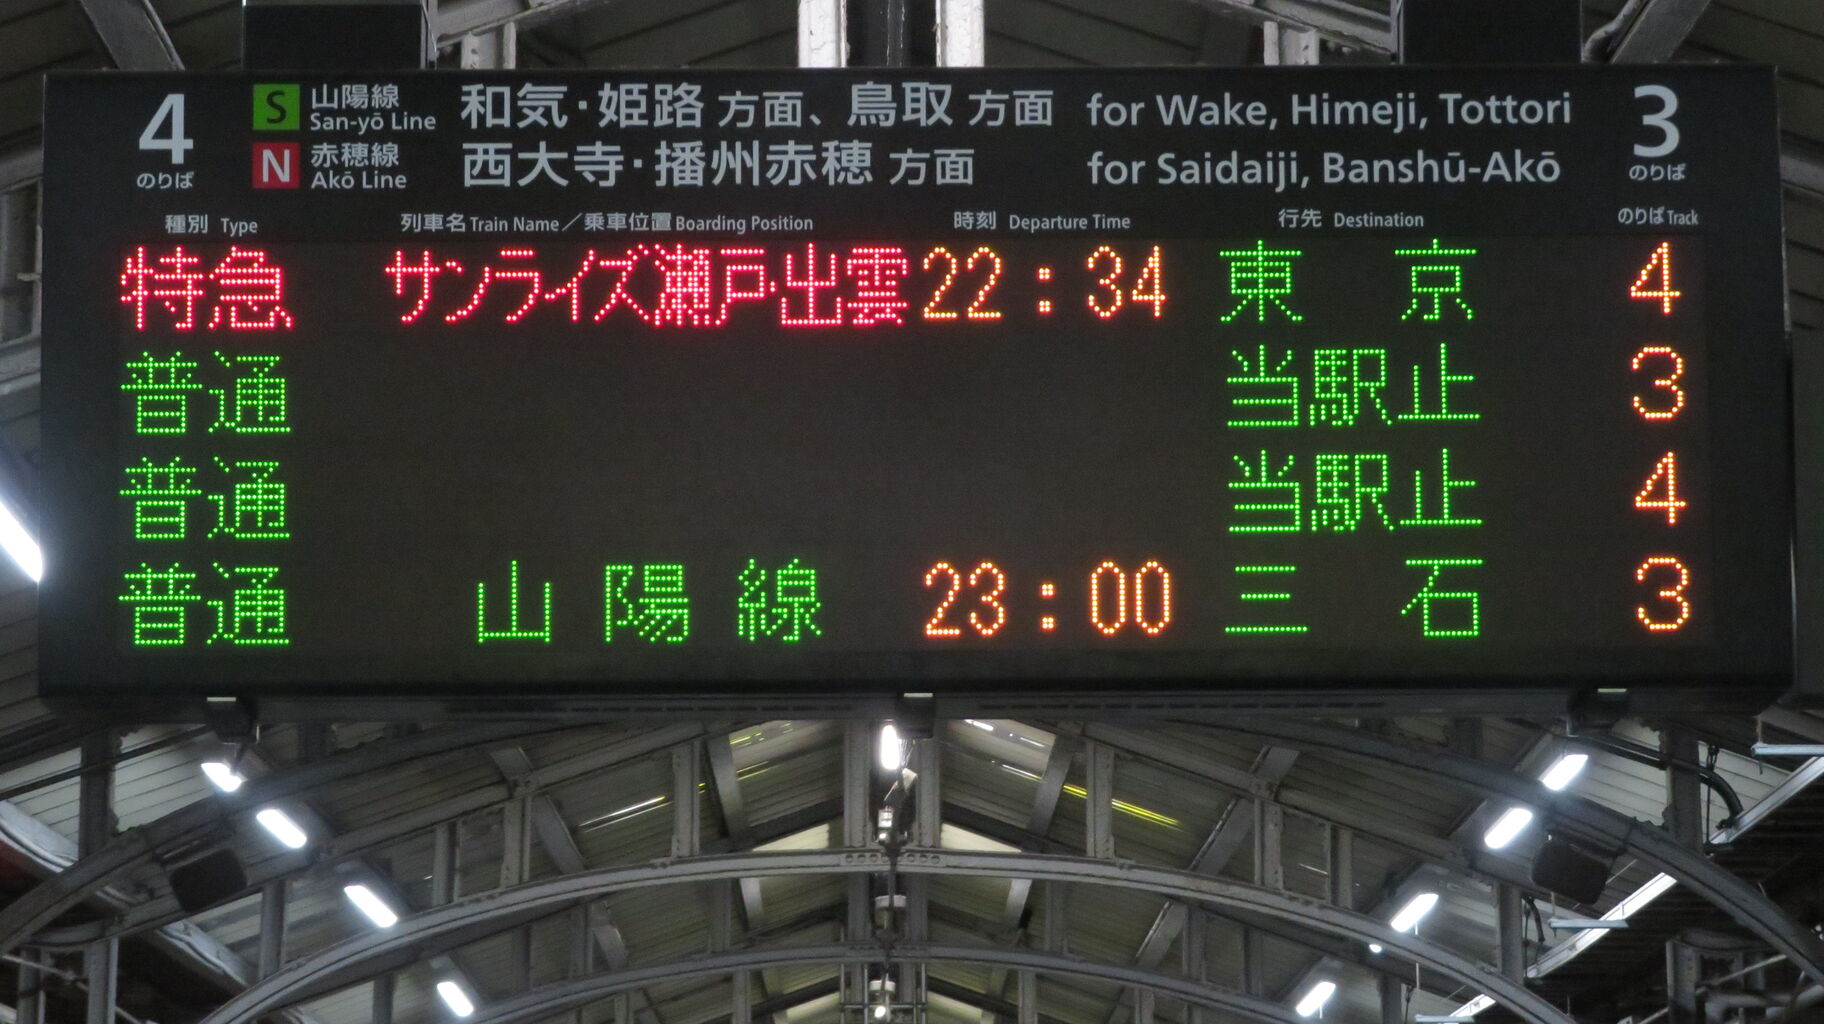 4 のりば
S 山陽線 San-yō Line 和気・姫路 方面、鳥取 方面 for Wake, Himeji, Tottori
N 赤穂線 Akō Line 西大寺・播州赤穂 方面 for Saidaiji, Banshū-Akō
3 のりば
種別 Type 列車名 Train Name／乗車位置 Boarding Position 時刻 Departure Time 行先 Destination のりば Track
特急 サンライズ瀬戸・出雲 22:34 東京 4
普通 当駅止 3
普通 当駅止 4
普通 山陽線 23:00 三石 3